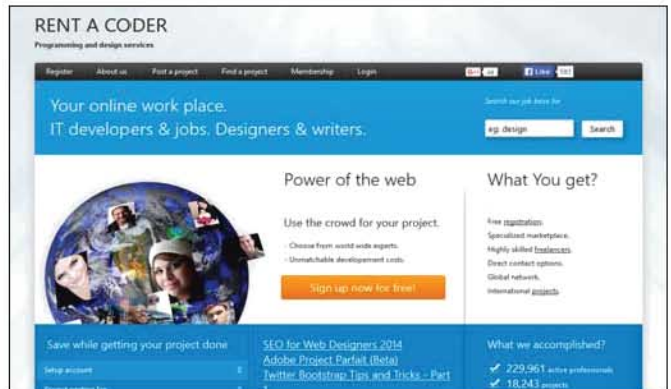 RENT A CODER
Programming and design services
Register About us Post a project Find a project Membership Login
Like
Your online work place.
IT developers & jobs. Designers & writers.
Search our job base for
eg. design Search
Power of the web
Use the crowd for your project.
- Choose from world wide experts.
- Unmatchable developement costs.
Sign up now for free!
What You get?
Free registration.
Specialized marketplace.
Highly skilled freelancers.
Direct contact options.
Global network.
International projects.
Save while getting your project done
Setup account
SEO for Web Designers 2014
Adobe Project Parfait (Beta)
Twitter Bootstrap Tips and Tricks - Part
What we accomplished?
229,961 active professionals
18,243 projects